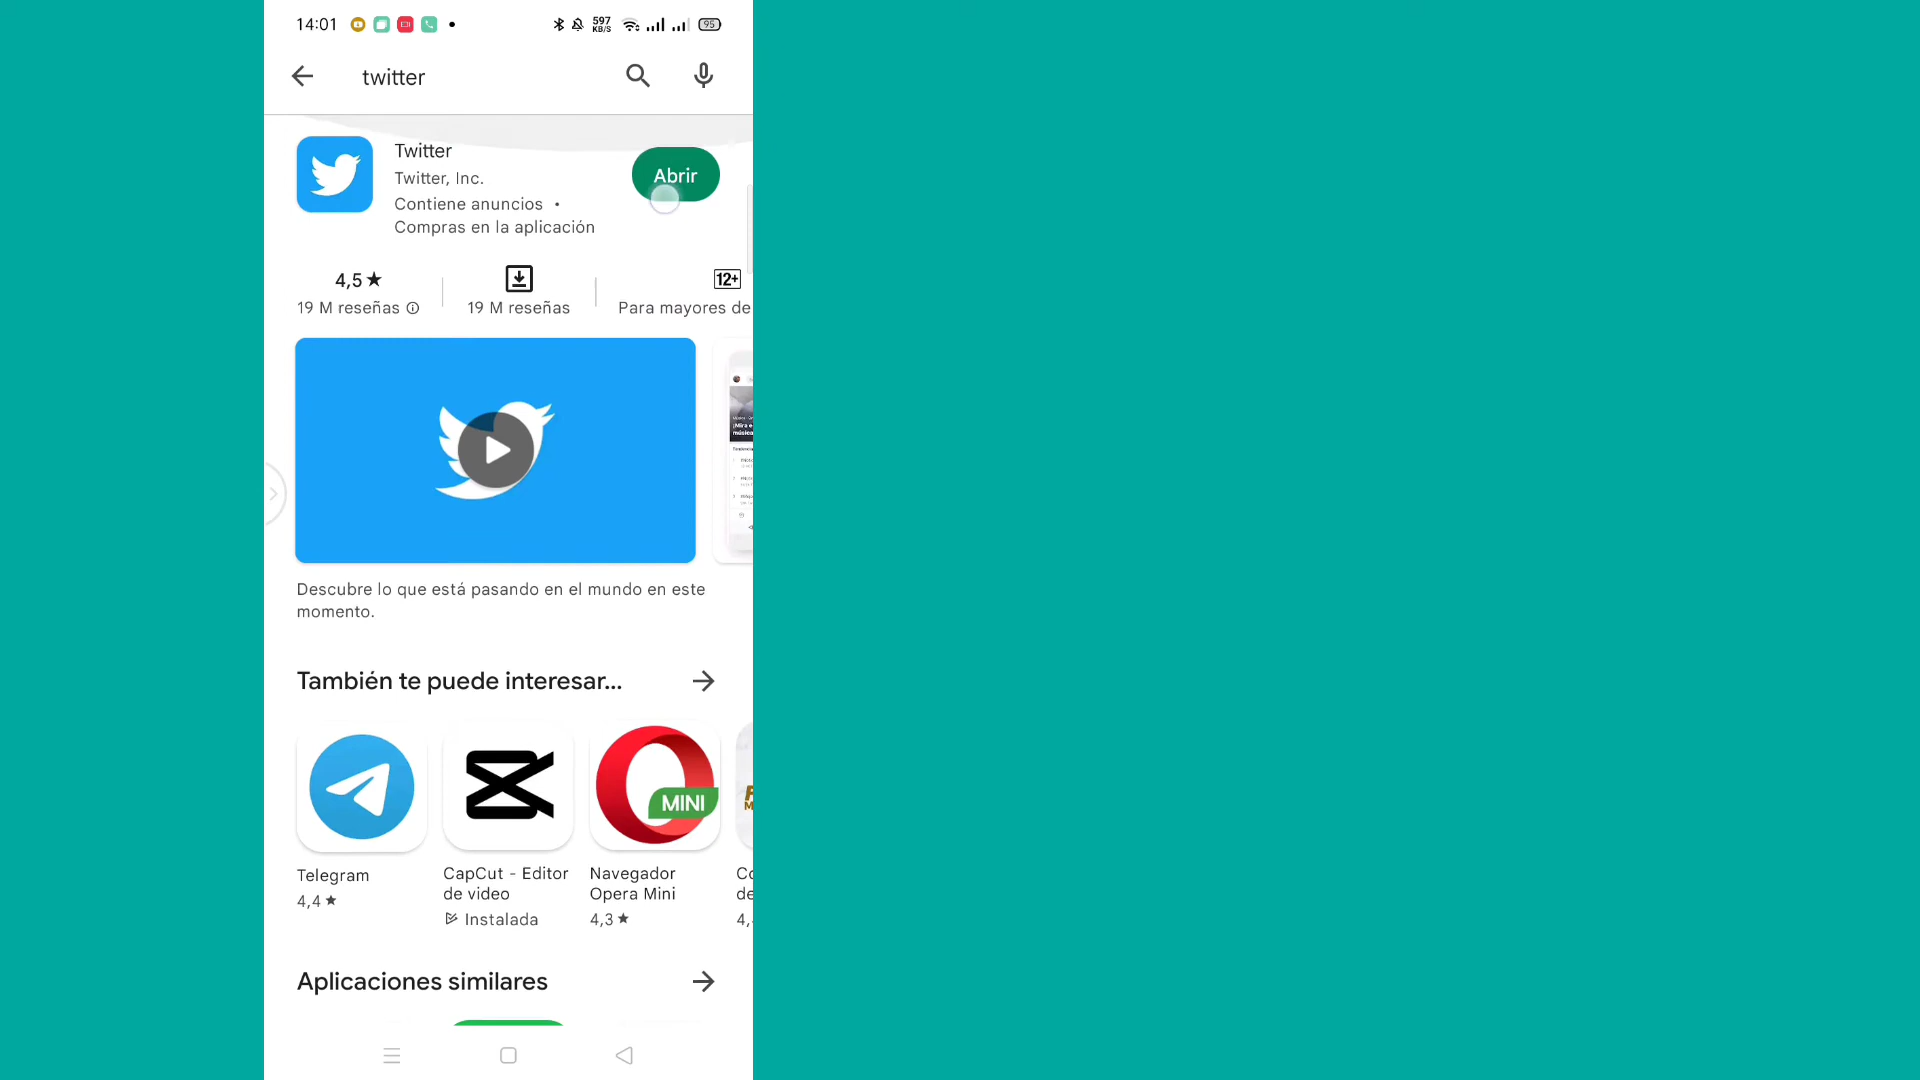 14:01
597
KB/S
95
twitter
Twitter
Twitter, Inc.
Contiene anuncios •
Compras en la aplicación
Abrir
4,5★
19 M reseñas
19 M reseñas
12+
Para mayores de
Descubre lo que está pasando en el mundo en este
momento.
También te puede interesar...
MINI
Telegram
4,4★
CapCut - Editor
de video
Instalada
Navegador
Opera Mini
4,3★
Aplicaciones similares